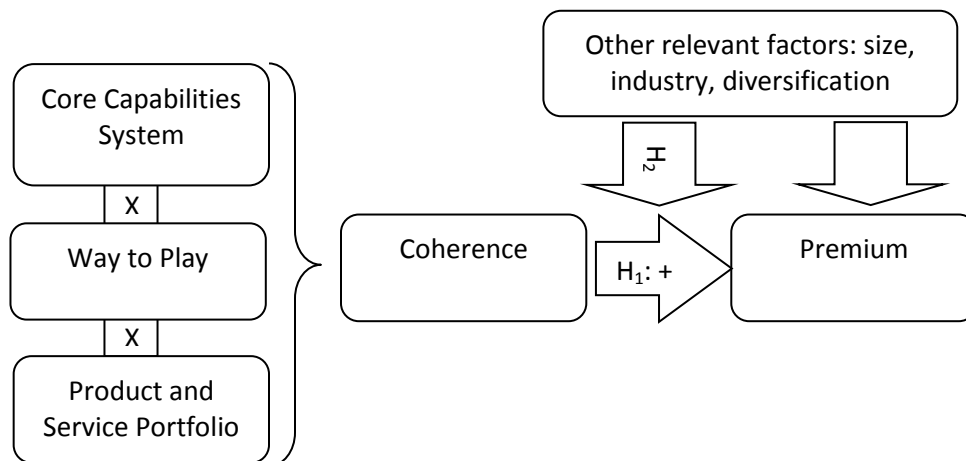 Other relevant factors: size,
industry, diversification
Core Capabilities
System
H₂
X
Way to Play
Coherence
H₁: +
Premium
X
Product and
Service Portfolio